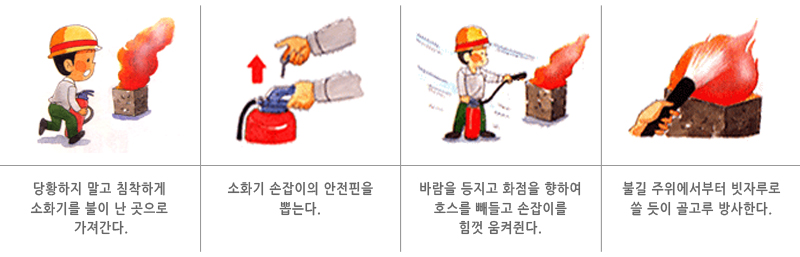 당황하지 말고 침착하게
소화기를 불이 난 곳으로
가져간다.
소화기 손잡이의 안전핀을
뽑는다.
바람을 등지고 화점을 향하여
호스를 빼들고 손잡이를
힘껏 움켜쥔다.
불길 주위에서부터 빗자루로
쓸 듯이 골고루 방사한다.